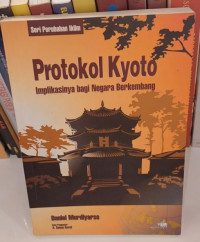 Seri Perubahan Iklim
Protokol Kyoto
Implikasinya bagi Negara Berkembang
Daniel Murdiyarso